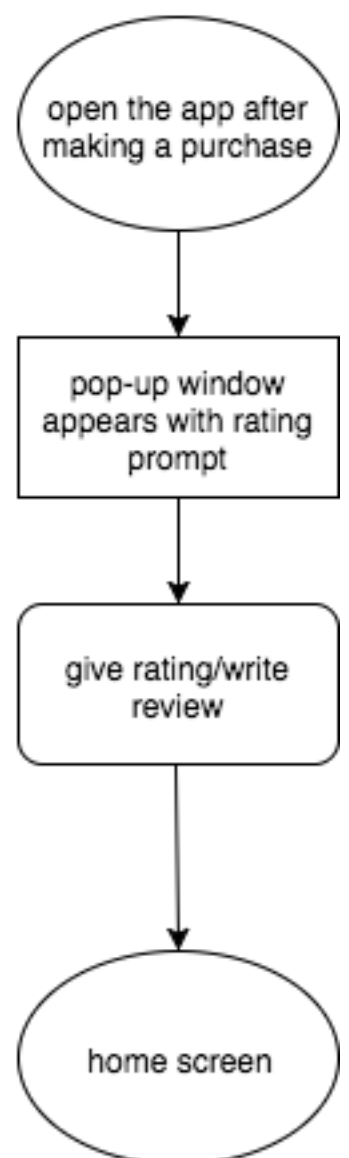 open the app after
making a purchase
pop-up window
appears with rating
prompt
give rating/write
review
home screen